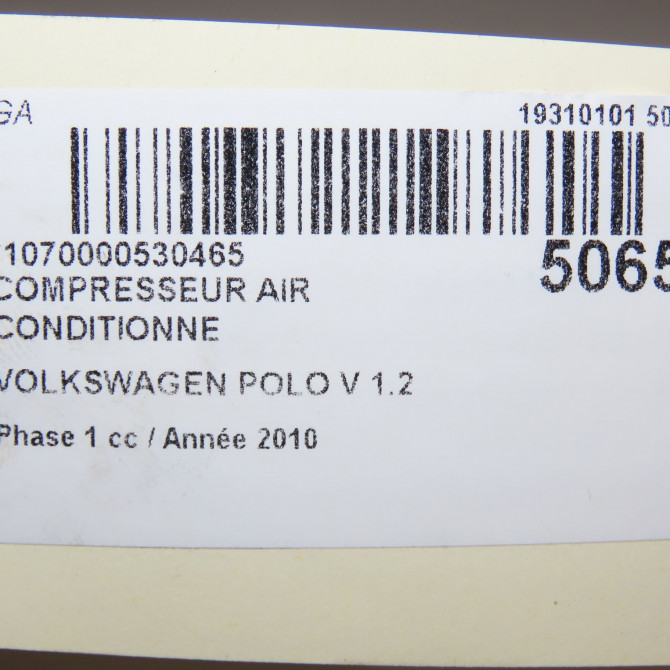 GA
19310101 50
1070000530465
5065
COMPRESSEUR AIR
CONDITIONNE
VOLKSWAGEN POLO V 1.2
Phase 1 cc / Année 2010